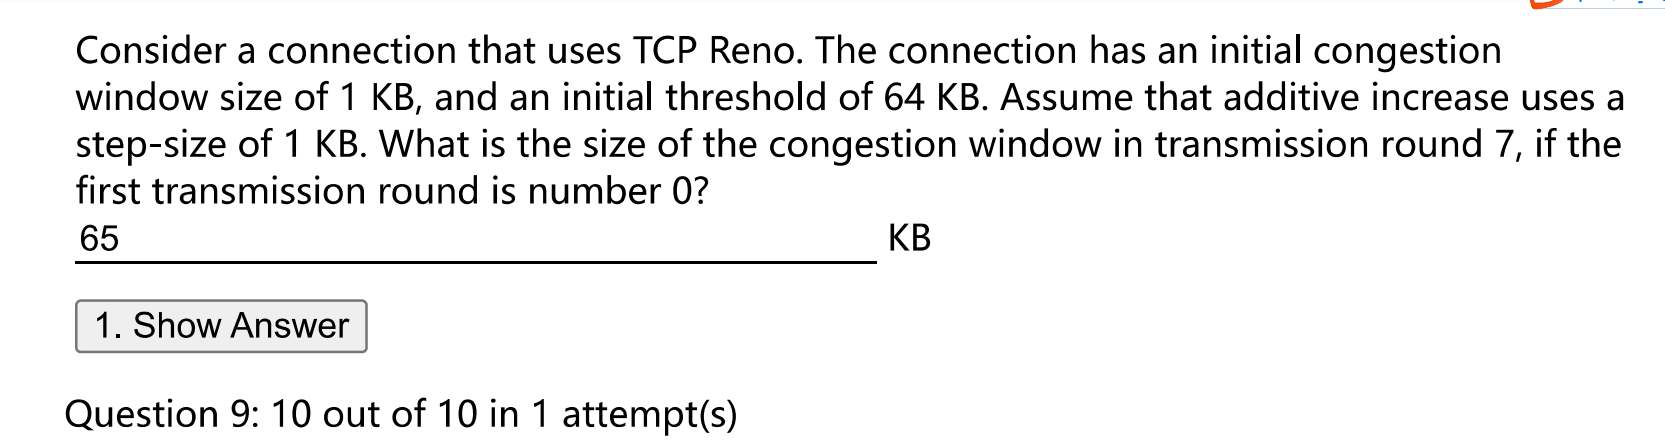 Consider a connection that uses TCP Reno. The connection has an initial congestion
window size of 1 KB, and an initial threshold of 64 KB. Assume that additive increase uses a
step-size of 1 KB. What is the size of the congestion window in transmission round 7, if the
first transmission round is number 0?
65 KB
1. Show Answer
Question 9: 10 out of 10 in 1 attempt(s)